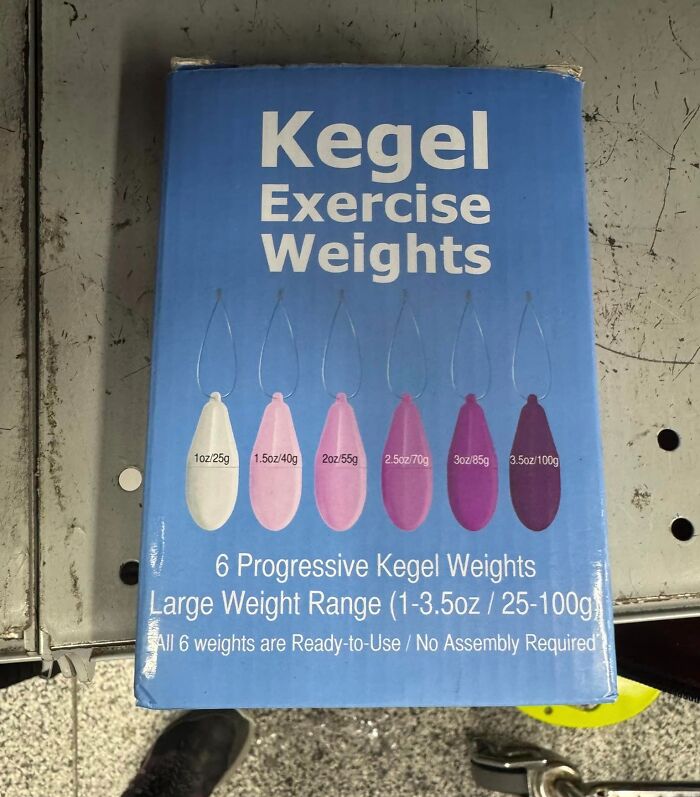 Kegel
Exercise
Weights
1oz/25g 1.5oz/40g 2oz/55g 2.5oz/70g 3oz/85g 3.5oz/100g
6 Progressive Kegel Weights
Large Weight Range (1-3.5oz / 25-100g)
*All 6 weights are Ready-to-Use / No Assembly Required*